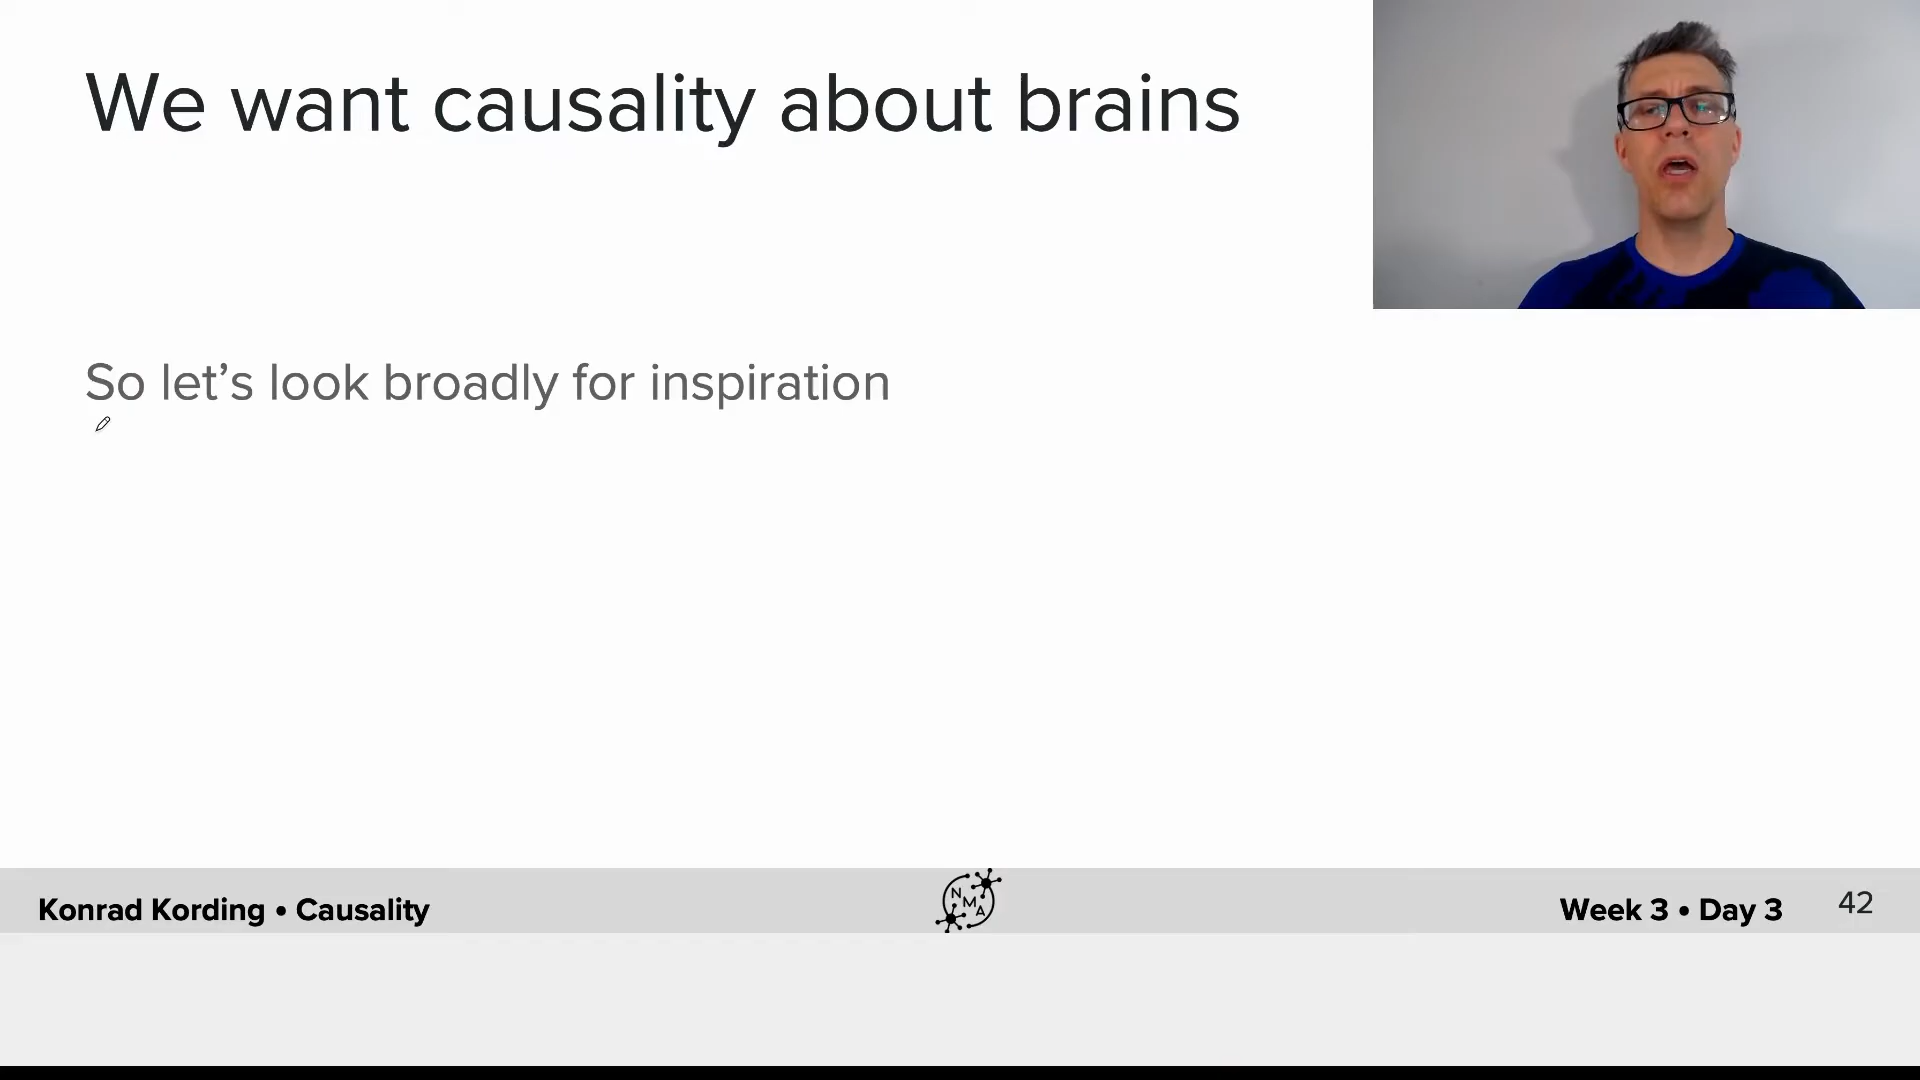 We want causality about brains
So let’s look broadly for inspiration
Konrad Kording • Causality
N
M
A
Week 3 • Day 3
42